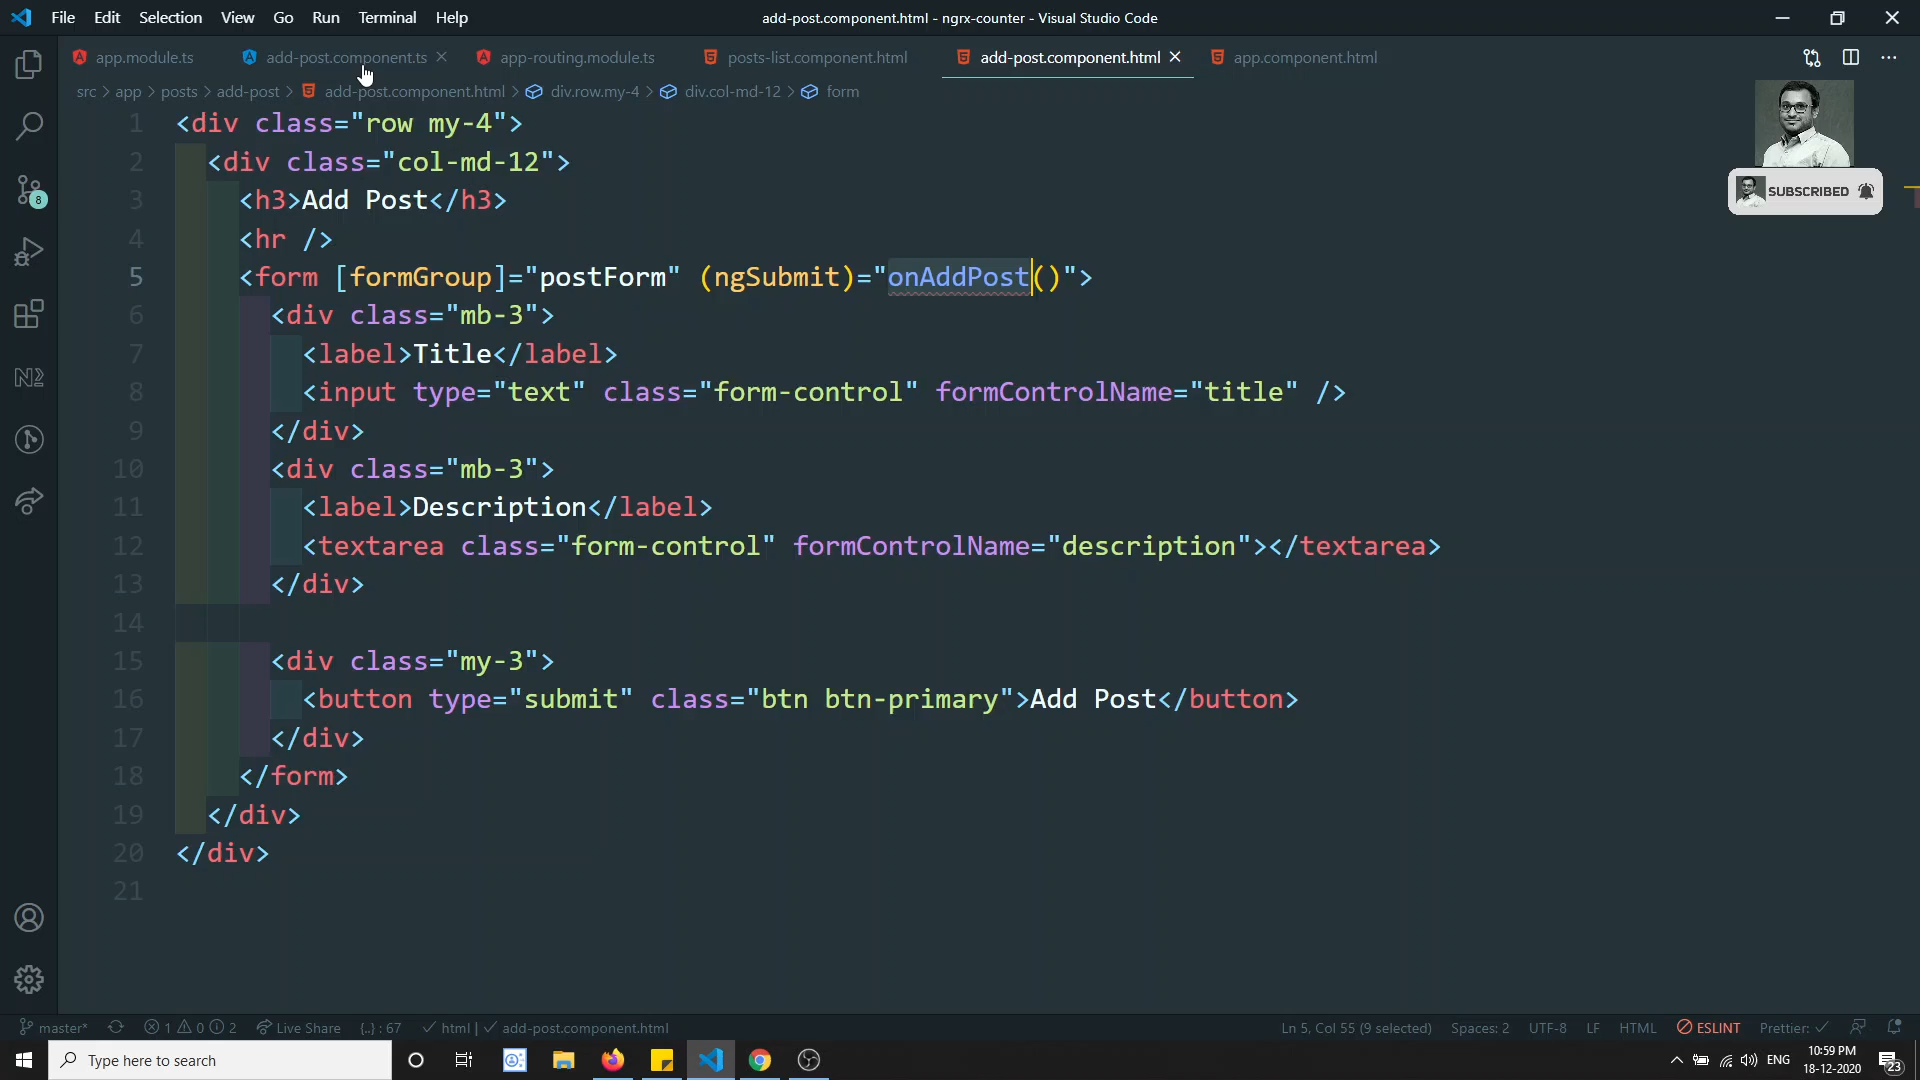 File Edit Selection View Go Run Terminal Help
add-post.component.html - ngrx-counter - Visual Studio Code
app.module.ts
add-post.component.ts
app-routing.module.ts
posts-list.component.html
add-post.component.html
app.component.html
src > app > posts > add-post > add-post.component.html > div.row.my-4 > div.col-md-12 > form
1 <div class="row my-4">
2 <div class="col-md-12">
3 <h3>Add Post</h3>
4 <hr />
5 <form [formGroup]="postForm" (ngSubmit)="onAddPost()">
6 <div class="mb-3">
7 <label>Title</label>
8 <input type="text" class="form-control" formControlName="title" />
9 </div>
10 <div class="mb-3">
11 <label>Description</label>
12 <textarea class="form-control" formControlName="description"></textarea>
13 </div>
14
15 <div class="my-3">
16 <button type="submit" class="btn btn-primary">Add Post</button>
17 </div>
18 </form>
19 </div>
20 </div>
21
SUBSCRIBED
8
N2
master* 1 0 2 Live Share {..} : 67 html | add-post.component.html
Ln 5, Col 55 (9 selected) Spaces: 2 UTF-8 LF HTML ESLINT Prettier:
Type here to search
ENG
10:59 PM
18-12-2020
23